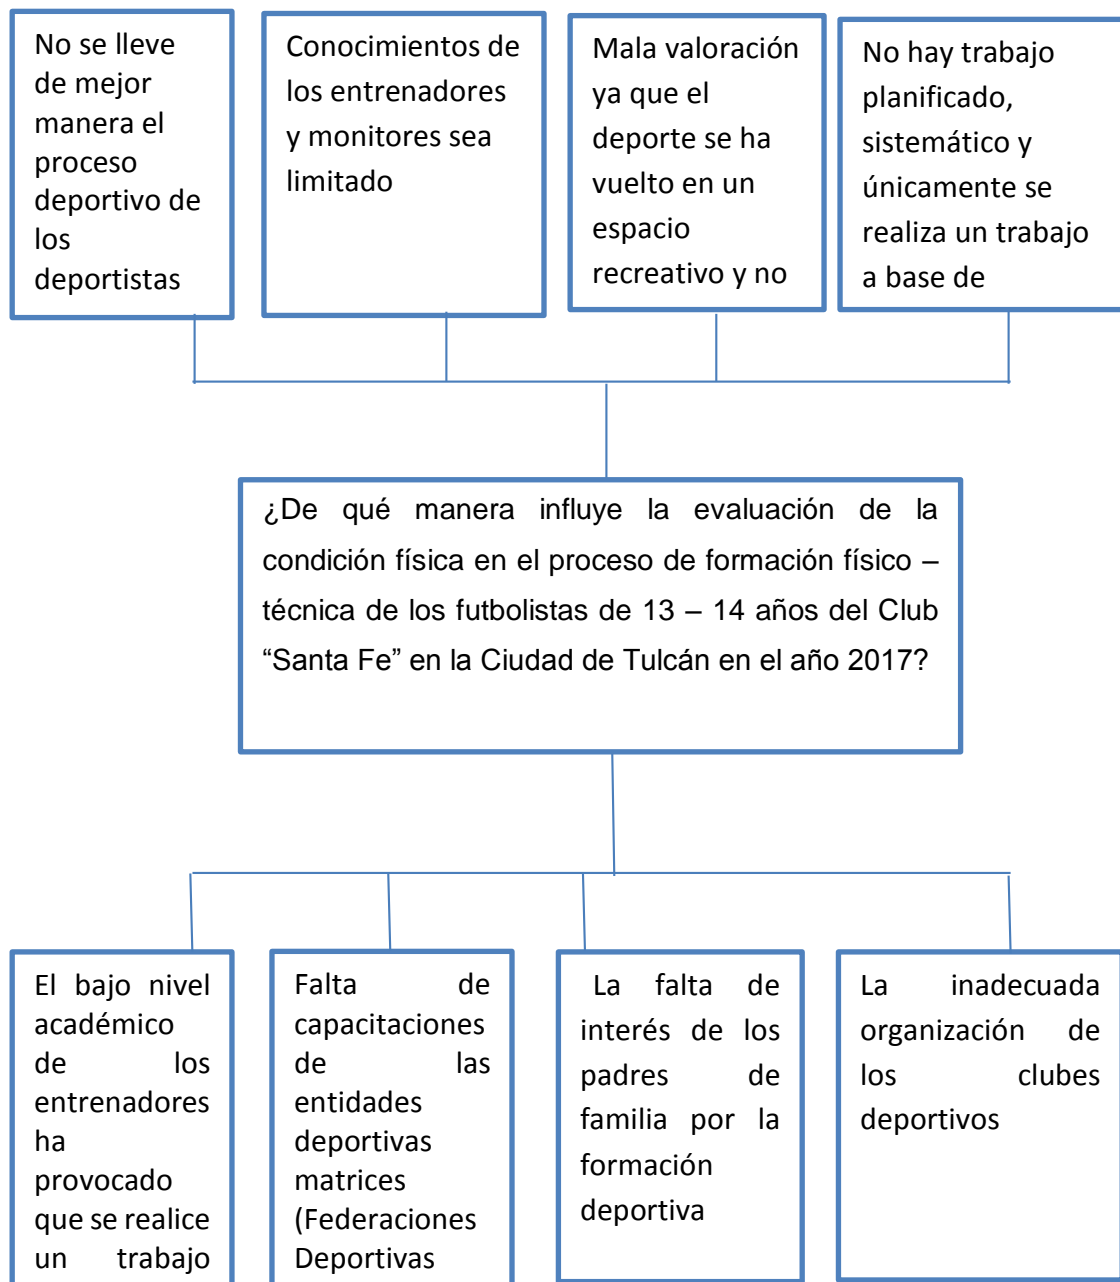 No se lleve
de mejor
manera el
proceso
deportivo de
los
deportistas
Conocimientos de
los entrenadores
y monitores sea
limitado
Mala valoración
ya que el
deporte se ha
vuelto en un
espacio
recreativo y no
No hay trabajo
planificado,
sistemático y
únicamente se
realiza un trabajo
a base de
¿De qué manera influye la evaluación de la
condición física en el proceso de formación físico –
técnica de los futbolistas de 13 – 14 años del Club
“Santa Fe” en la Ciudad de Tulcán en el año 2017?
El bajo nivel
académico
de los
entrenadores
ha
provocado
que se realice
un trabajo
Falta de
capacitaciones
de las
entidades
deportivas
matrices
(Federaciones
Deportivas
La falta de
interés de los
padres de
familia por la
formación
deportiva
La inadecuada
organización de
los clubes
deportivos